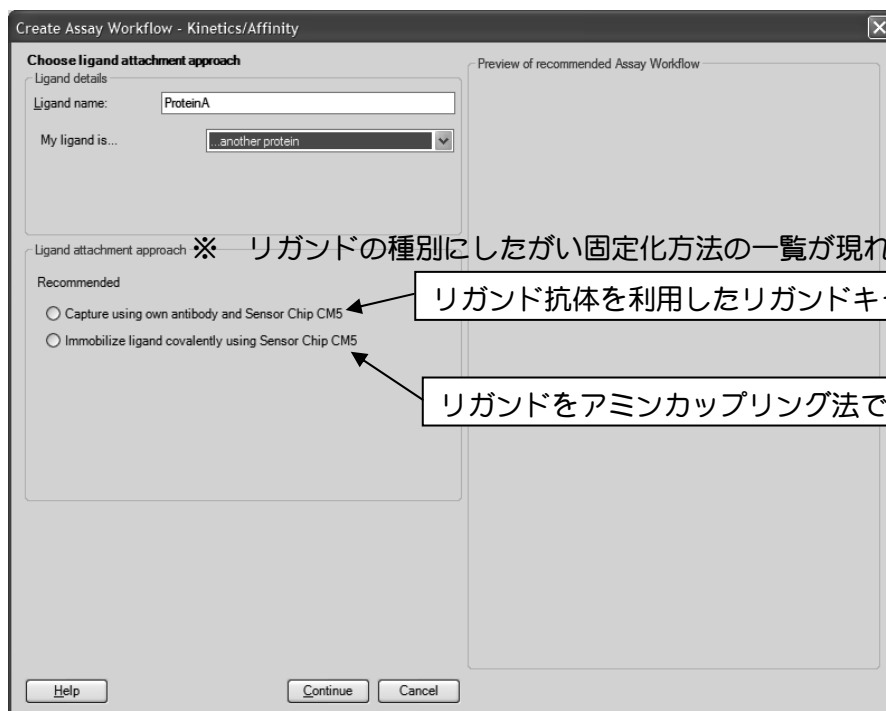 Create Assay Workflow - Kinetics/Affinity
Choose ligand attachment approach
Ligand details
Ligand name: ProteinA
My ligand is... ...another protein
Preview of recommended Assay Workflow
Ligand attachment approach ※ リガンドの種別にしたがい固定化方法の一覧が現れ
Recommended
リガンド抗体を利用したリガンドキ
Capture using own antibody and Sensor Chip CM5
Immobilize ligand covalently using Sensor Chip CM5
リガンドをアミンカップリング法で
Help Continue Cancel